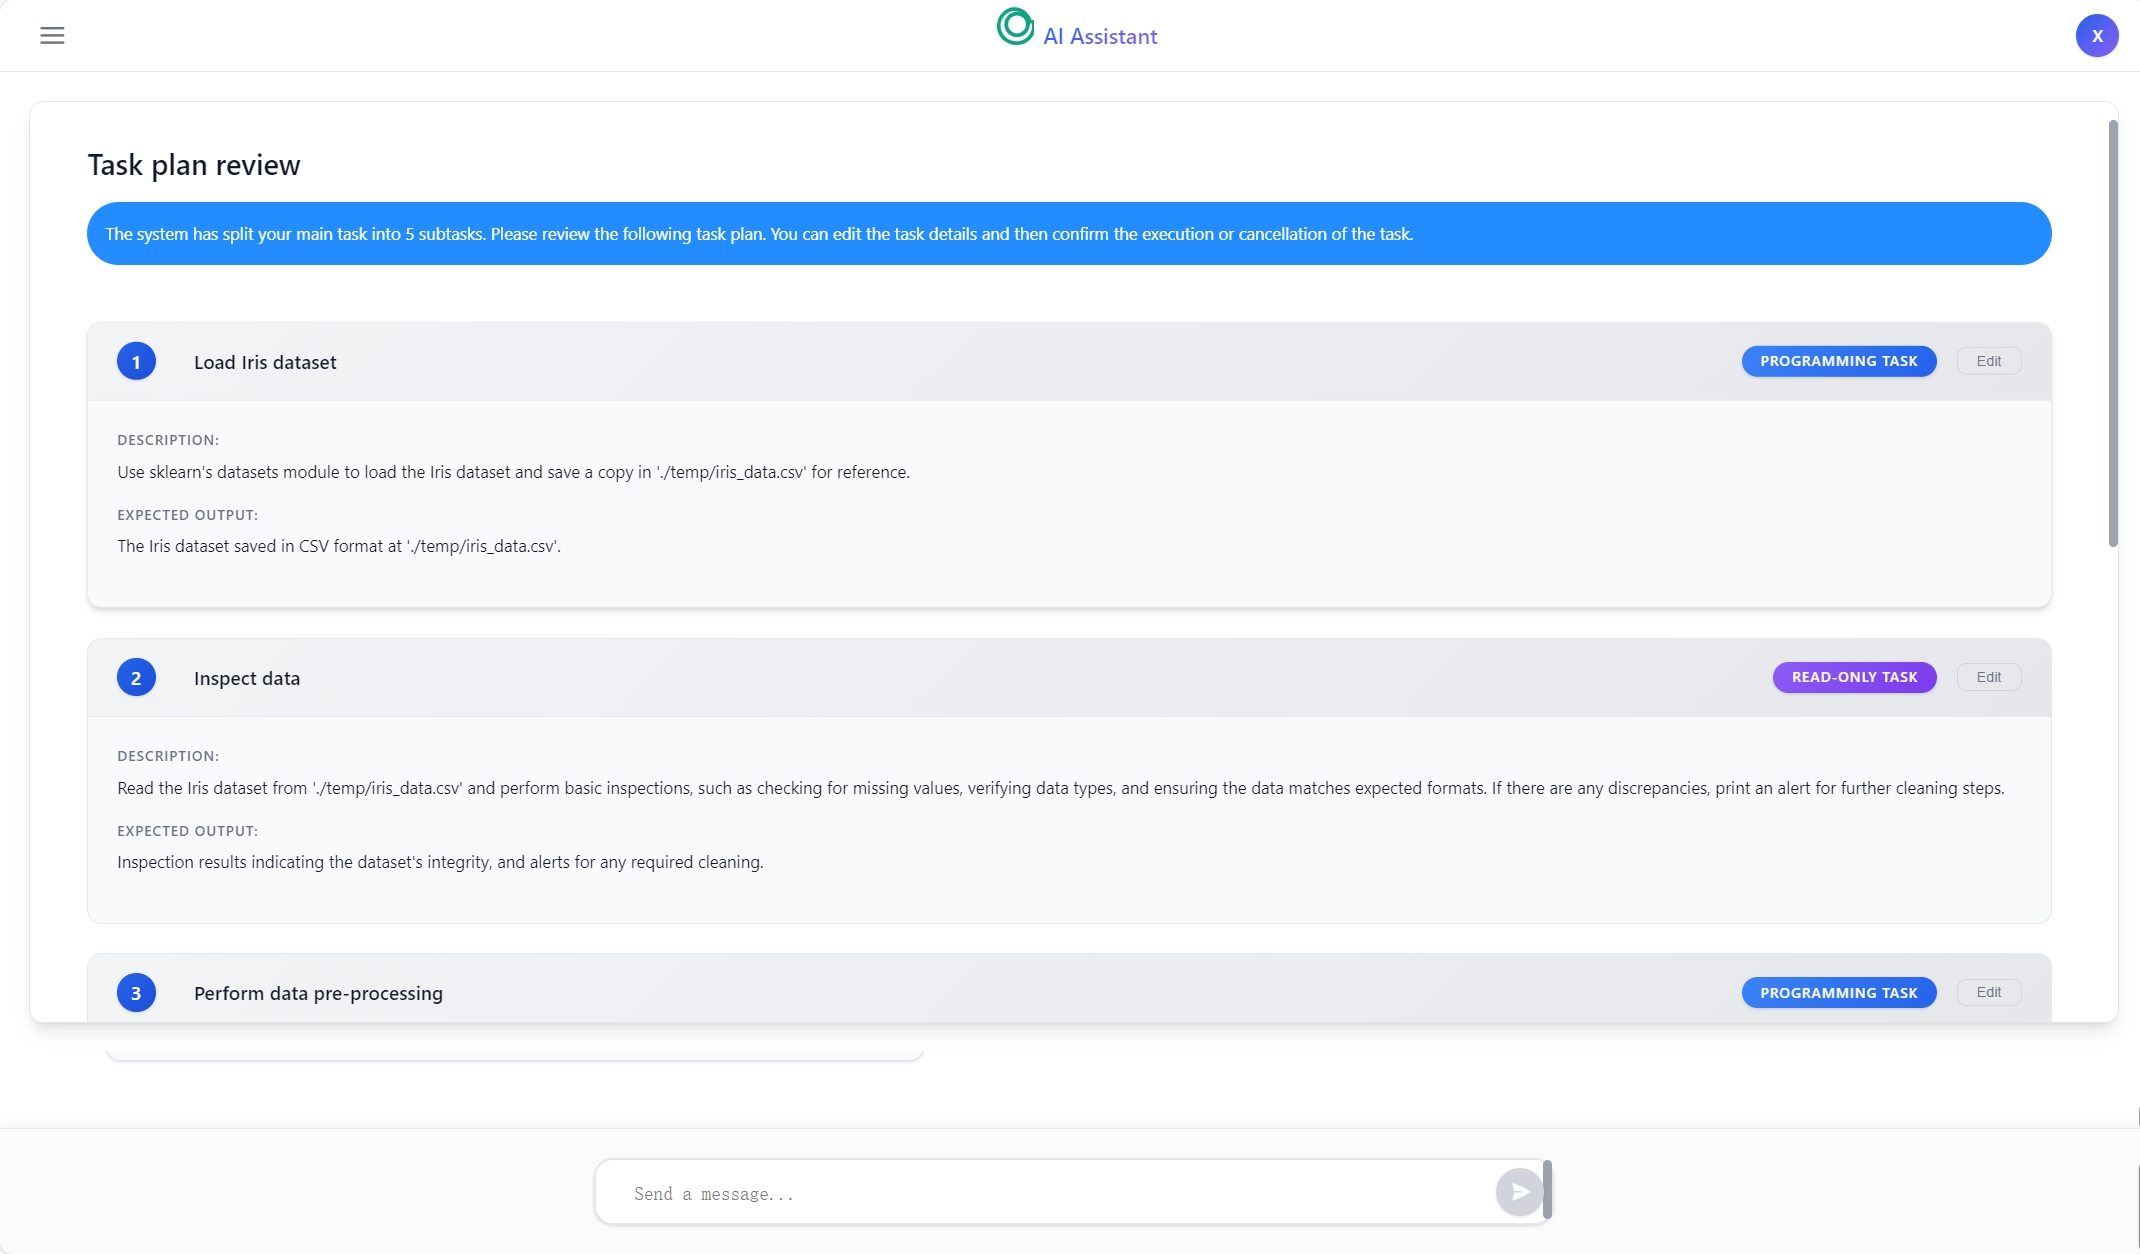 AI Assistant
X
Task plan review
The system has split your main task into 5 subtasks. Please review the following task plan. You can edit the task details and then confirm the execution or cancellation of the task.
1
Load Iris dataset
PROGRAMMING TASK
Edit
DESCRIPTION:
Use sklearn's datasets module to load the Iris dataset and save a copy in './temp/iris_data.csv' for reference.
EXPECTED OUTPUT:
The Iris dataset saved in CSV format at './temp/iris_data.csv'.
2
Inspect data
READ-ONLY TASK
Edit
DESCRIPTION:
Read the Iris dataset from './temp/iris_data.csv' and perform basic inspections, such as checking for missing values, verifying data types, and ensuring the data matches expected formats. If there are any discrepancies, print an alert for further cleaning steps.
EXPECTED OUTPUT:
Inspection results indicating the dataset's integrity, and alerts for any required cleaning.
3
Perform data pre-processing
PROGRAMMING TASK
Edit
Send a message...